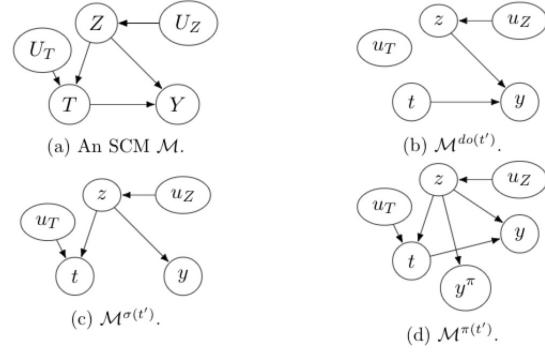 Z
U_Z
U_T
T
Y
(a) An SCM ℳ.
z
u_Z
u_T
t
y
(b) ℳ^{do(t′)}.
z
u_Z
u_T
t
y
(c) ℳ^{σ(t′)}.
z
u_Z
u_T
y
t
y^π
(d) ℳ^{π(t′)}.